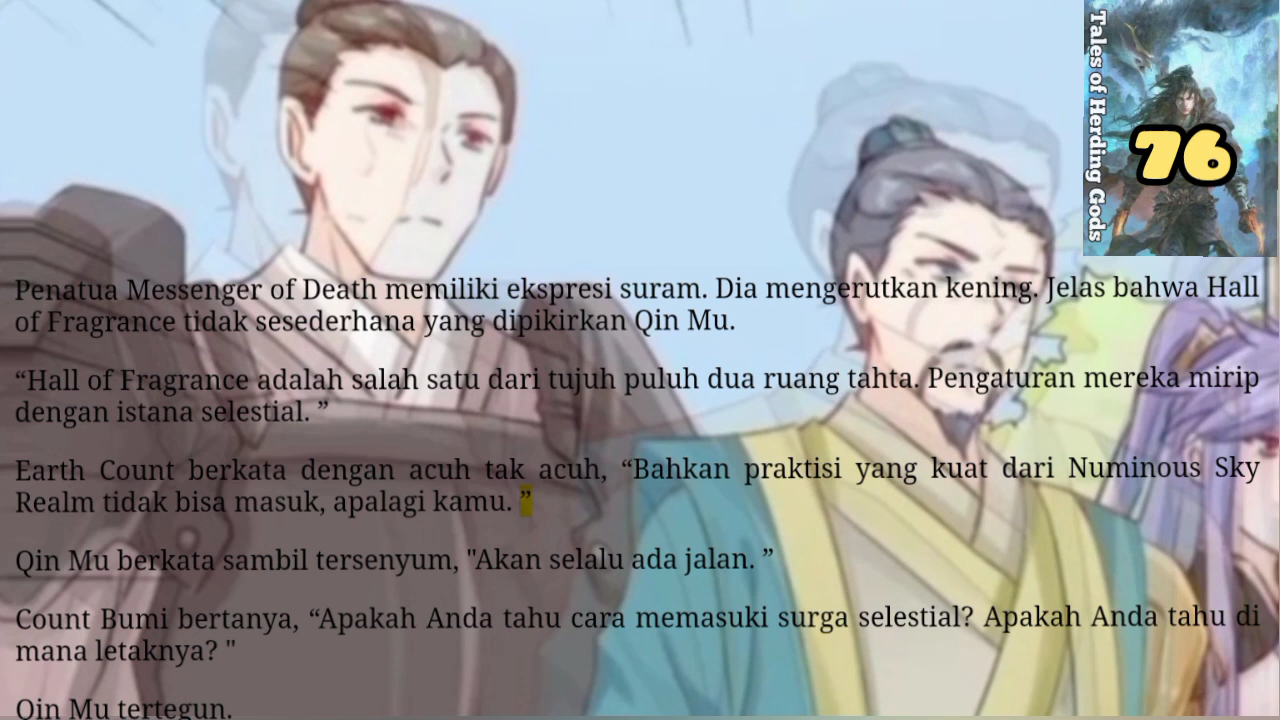 Tales of Herding Gods
76
Penatua Messenger of Death memiliki ekspresi suram. Dia mengerutkan kening. Jelas bahwa Hall
of Fragrance tidak sesederhana yang dipikirkan Qin Mu.
“Hall of Fragrance adalah salah satu dari tujuh puluh dua ruang tahta. Pengaturan mereka mirip
dengan istana selestial. ”
Earth Count berkata dengan acuh tak acuh, “Bahkan praktisi yang kuat dari Numinous Sky
Realm tidak bisa masuk, apalagi kamu. ”
Qin Mu berkata sambil tersenyum, "Akan selalu ada jalan. ”
Count Bumi bertanya, “Apakah Anda tahu cara memasuki surga selestial? Apakah Anda tahu di
mana letaknya? "
Qin Mu tertegun.